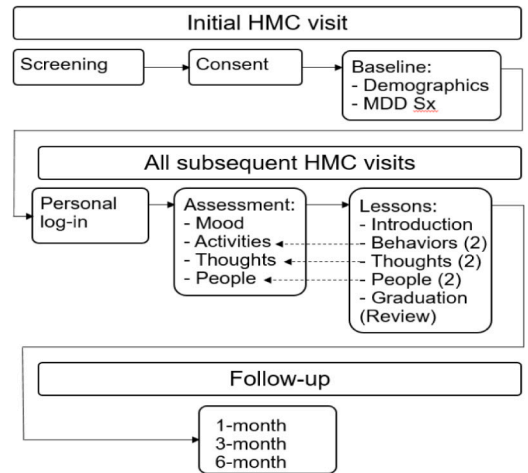 Initial HMC visit
Screening
Consent
Baseline:
- Demographics
- MDD Sx
All subsequent HMC visits
Personal
log-in
Assessment:
- Mood
- Activities
- Thoughts
- People
Lessons:
- Introduction
- Behaviors (2)
- Thoughts (2)
- People (2)
- Graduation
(Review)
Follow-up
1-month
3-month
6-month